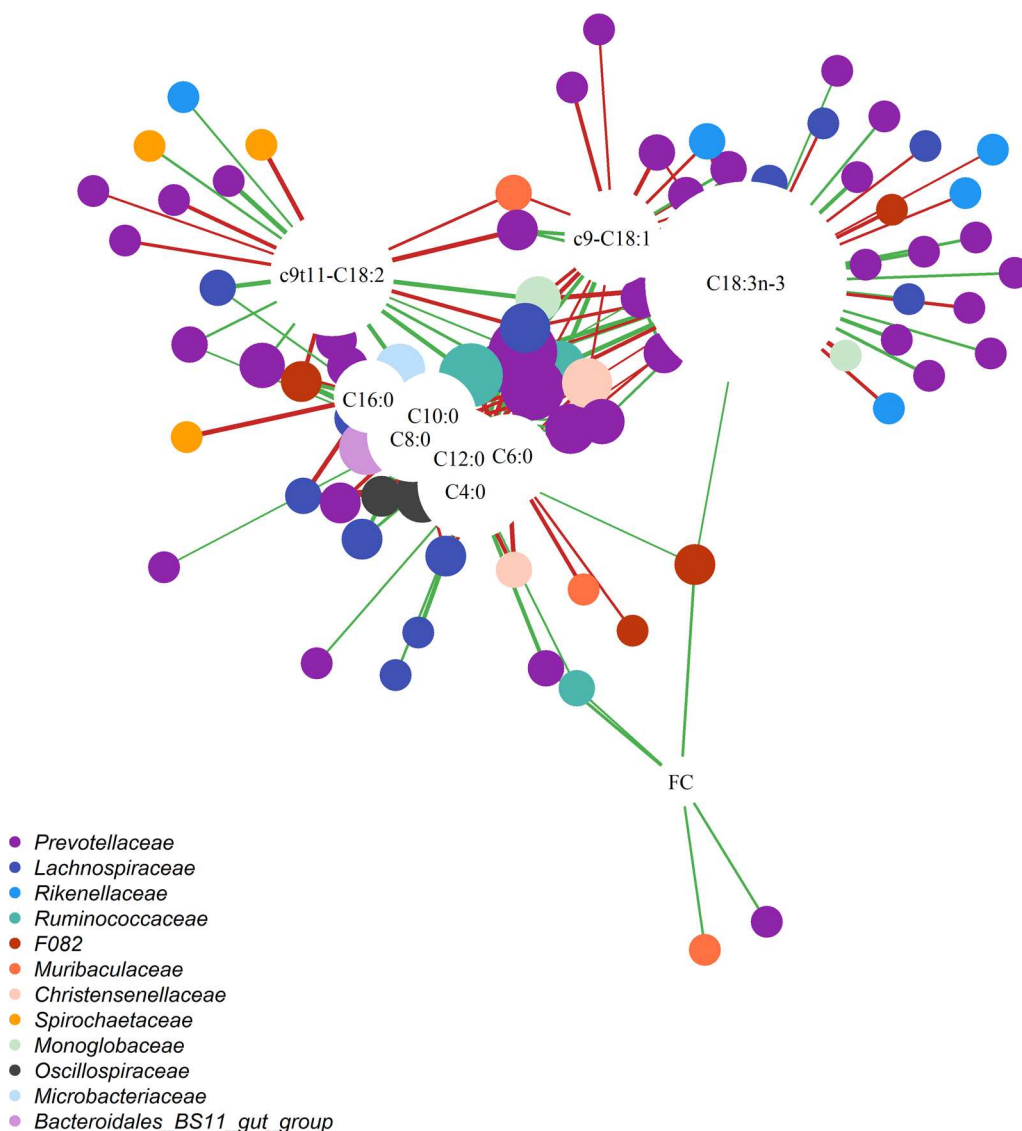 c9-C18:1
c9t11-C18:2
C18:3n-3
C16:0
C10:0
C8:0
C12:0
C6:0
C4:0
FC
Prevotellaceae
Lachnospiraceae
Rikenellaceae
Ruminococcaceae
F082
Muribaculaceae
Christensenellaceae
Spirochaetaceae
Monoglobaceae
Oscillospiraceae
Microbacteriaceae
Bacteroidales_BS11_gut_group